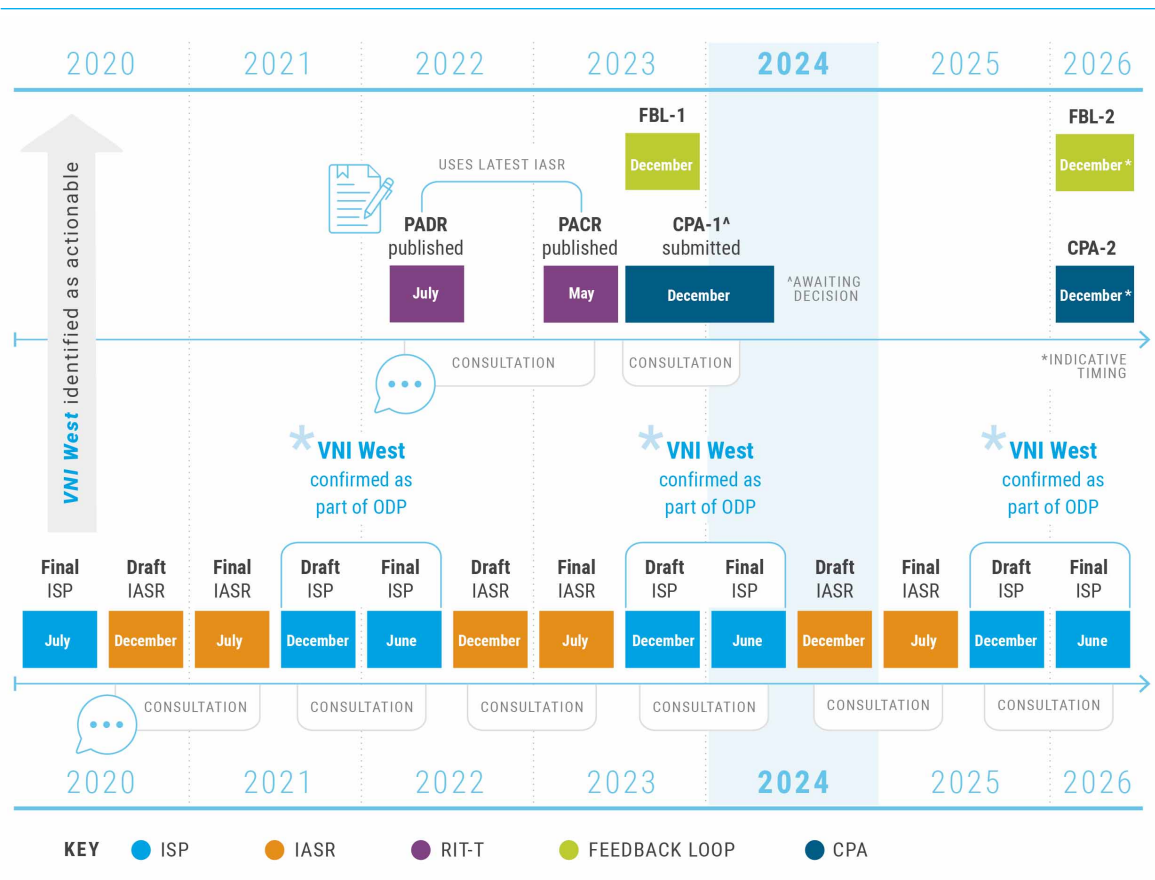 2020 2021 2022 2023 2024 2025 2026
FBL-1
December
FBL-2
December *
USES LATEST IASR
PADR
published
July
PACR
published
May
CPA-1^
submitted
December
^AWAITING
DECISION
CPA-2
December *
VNI West identified as actionable
CONSULTATION
CONSULTATION
*INDICATIVE
TIMING
* VNI West
confirmed as
part of ODP
* VNI West
confirmed as
part of ODP
* VNI West
confirmed as
part of ODP
Final
ISP
July
Draft
IASR
December
Final
IASR
July
Draft
ISP
December
Final
ISP
June
Draft
IASR
December
Final
IASR
July
Draft
ISP
December
Final
ISP
June
Draft
IASR
December
Final
IASR
July
Draft
ISP
December
Final
ISP
June
CONSULTATION
CONSULTATION
CONSULTATION
CONSULTATION
CONSULTATION
CONSULTATION
2020 2021 2022 2023 2024 2025 2026
KEY ISP IASR RIT-T FEEDBACK LOOP CPA